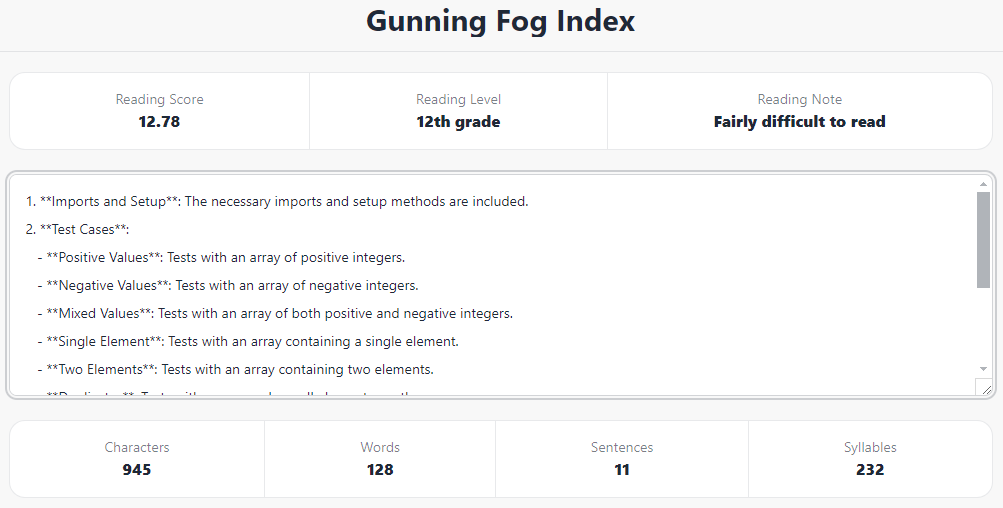 Gunning Fog Index
Reading Score
12.78
Reading Level
12th grade
Reading Note
Fairly difficult to read
1. **Imports and Setup**: The necessary imports and setup methods are included.
2. **Test Cases**:
- **Positive Values**: Tests with an array of positive integers.
- **Negative Values**: Tests with an array of negative integers.
- **Mixed Values**: Tests with an array of both positive and negative integers.
- **Single Element**: Tests with an array containing a single element.
- **Two Elements**: Tests with an array containing two elements.
Characters
945
Words
128
Sentences
11
Syllables
232